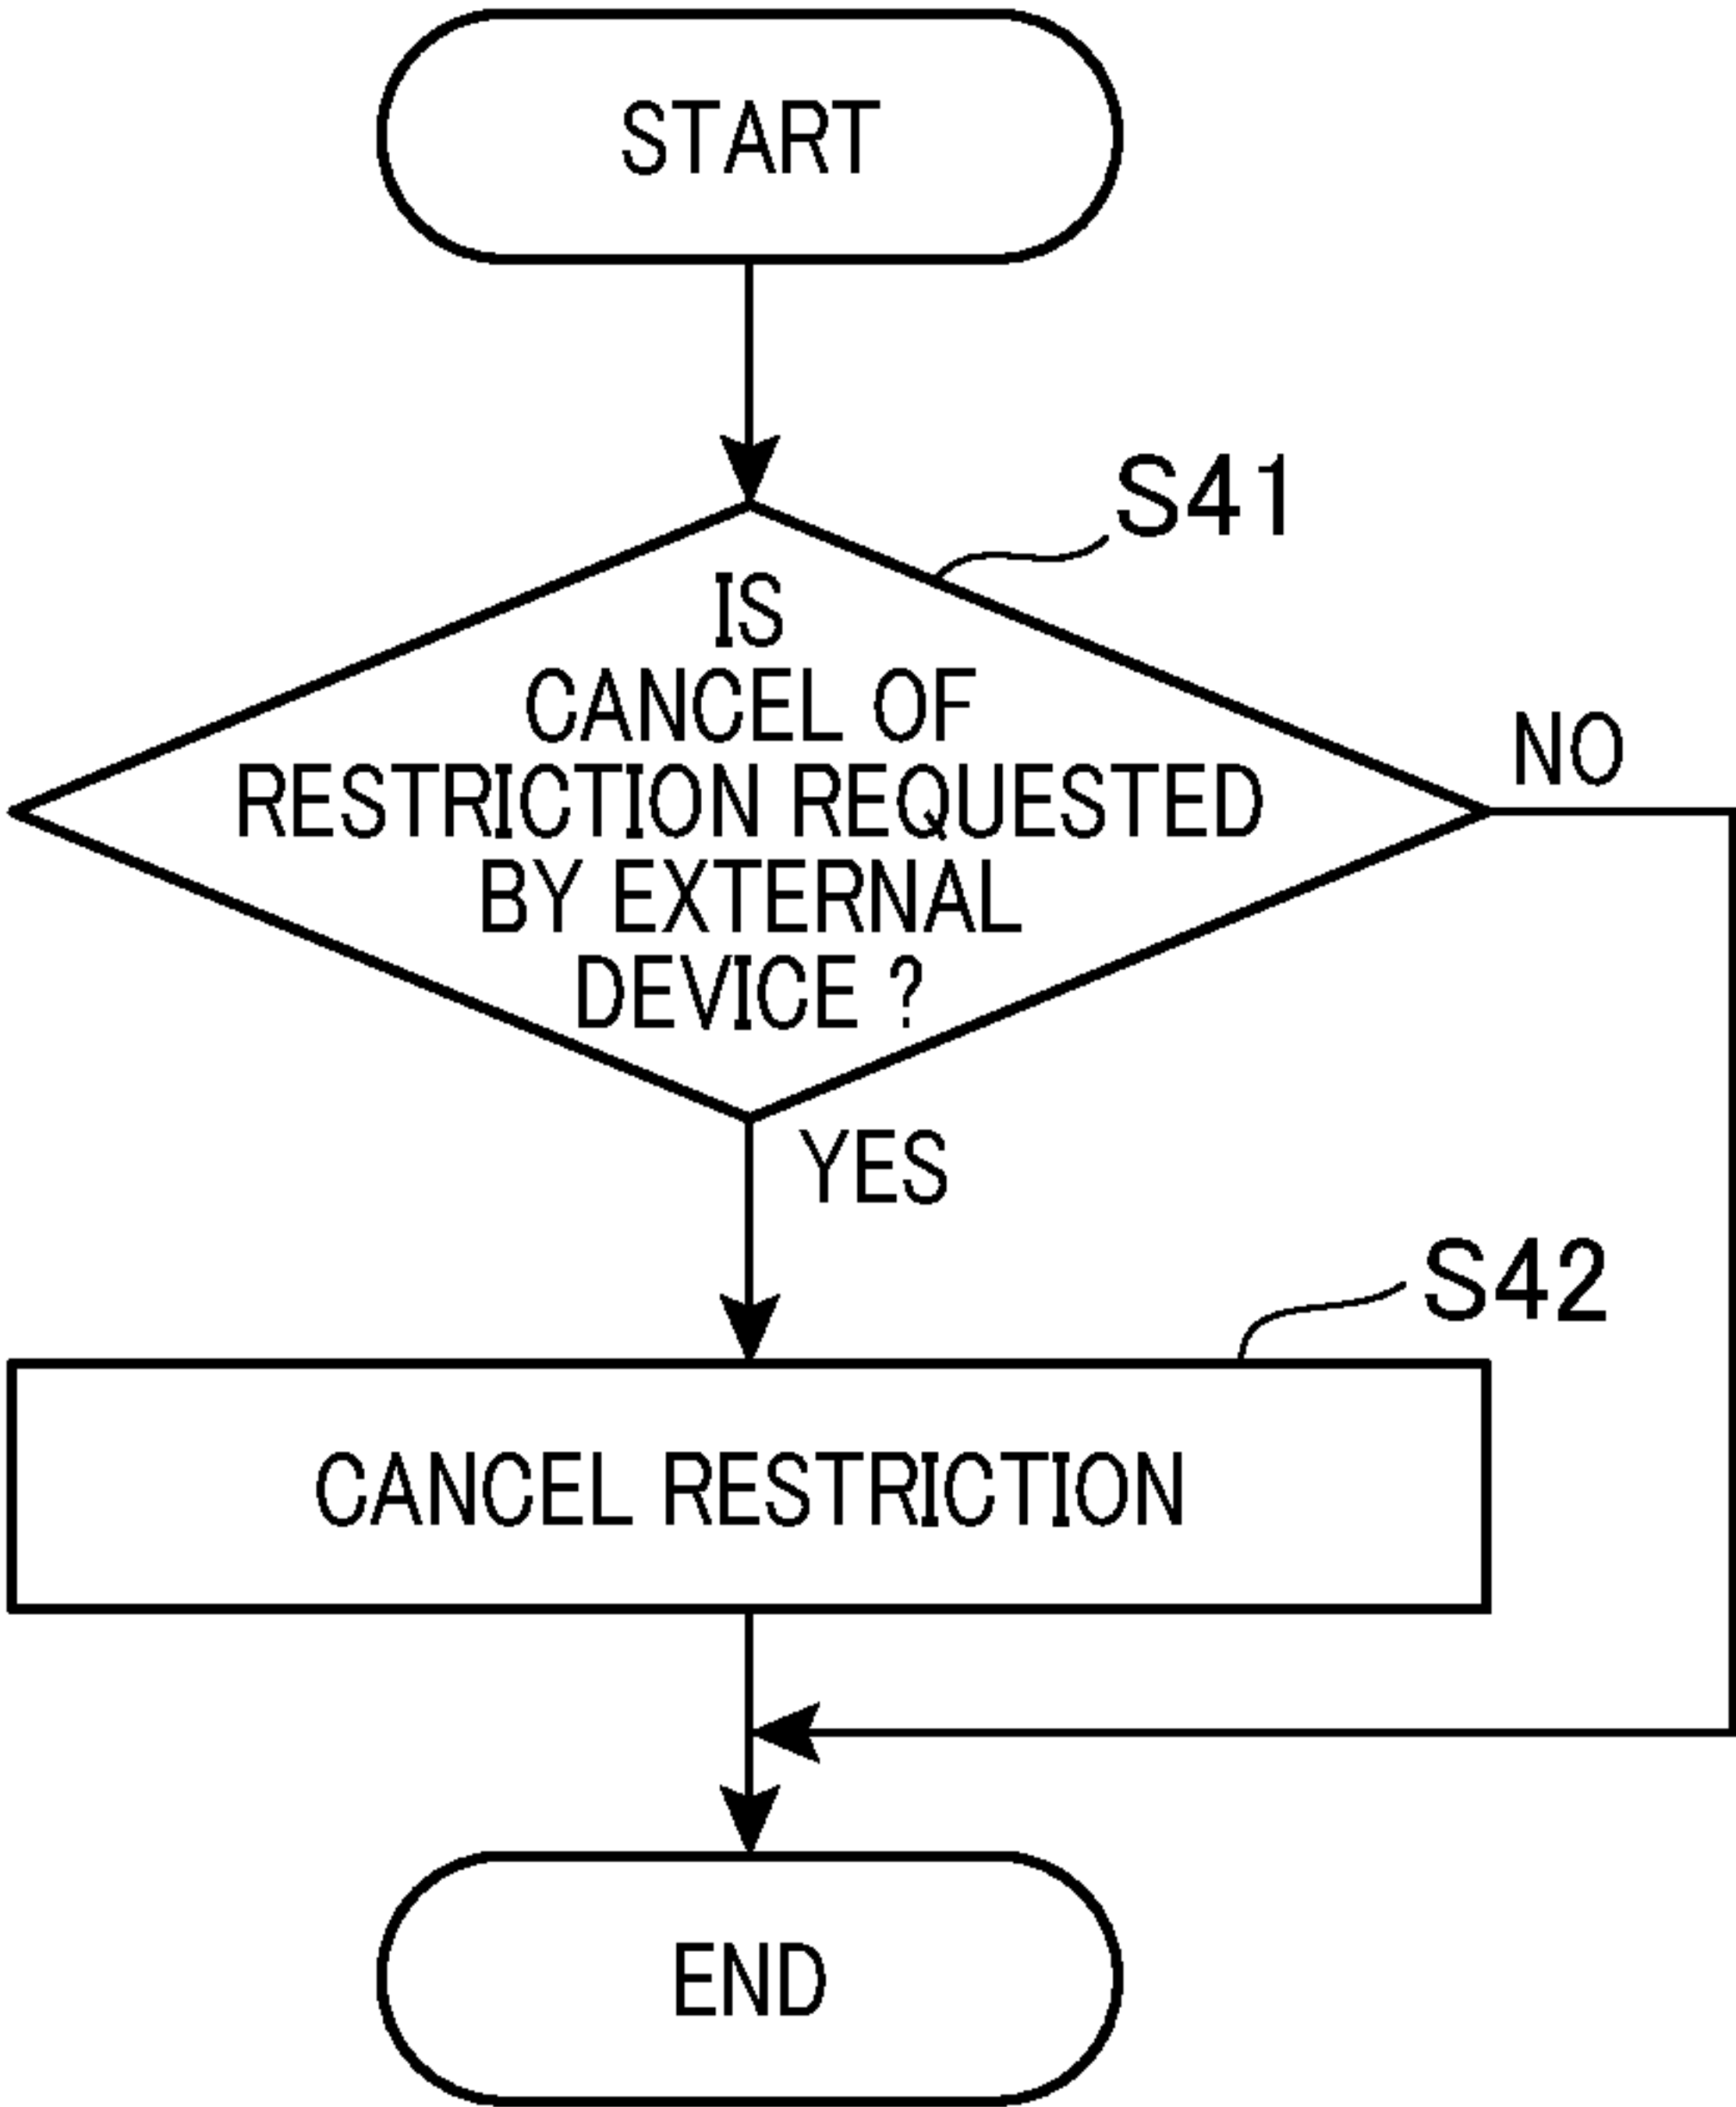 START
S41
IS
CANCEL OF
RESTRICTION REQUESTED
BY EXTERNAL
DEVICE ?
NO
YES
S42
CANCEL RESTRICTION
END